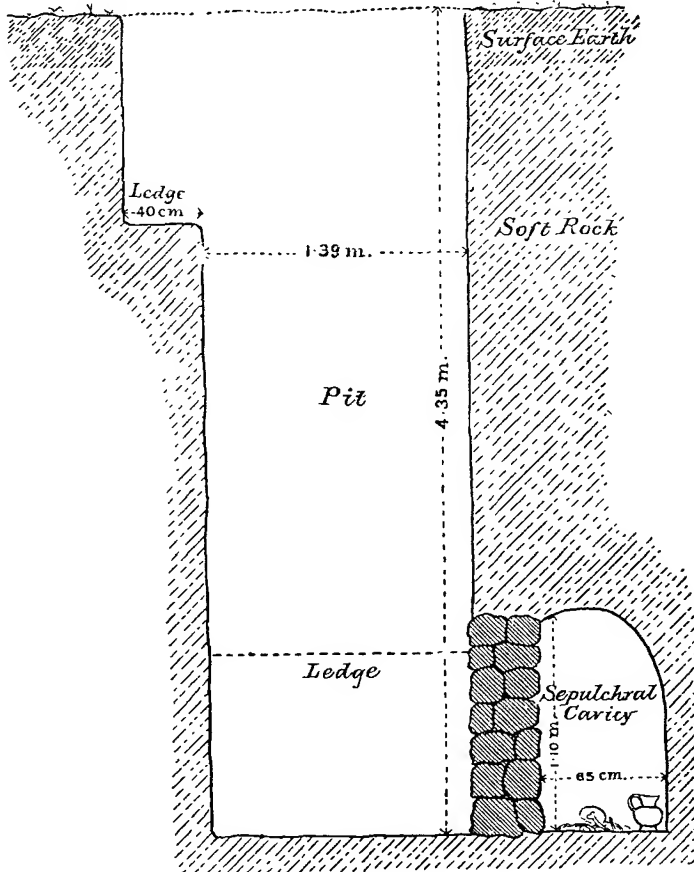 Surface Earth
Ledge
40 cm
Soft Rock
1·39 m.
Pit
4.35 m.
Ledge
Sepulchral
Cavity
1·10 m.
65 cm.